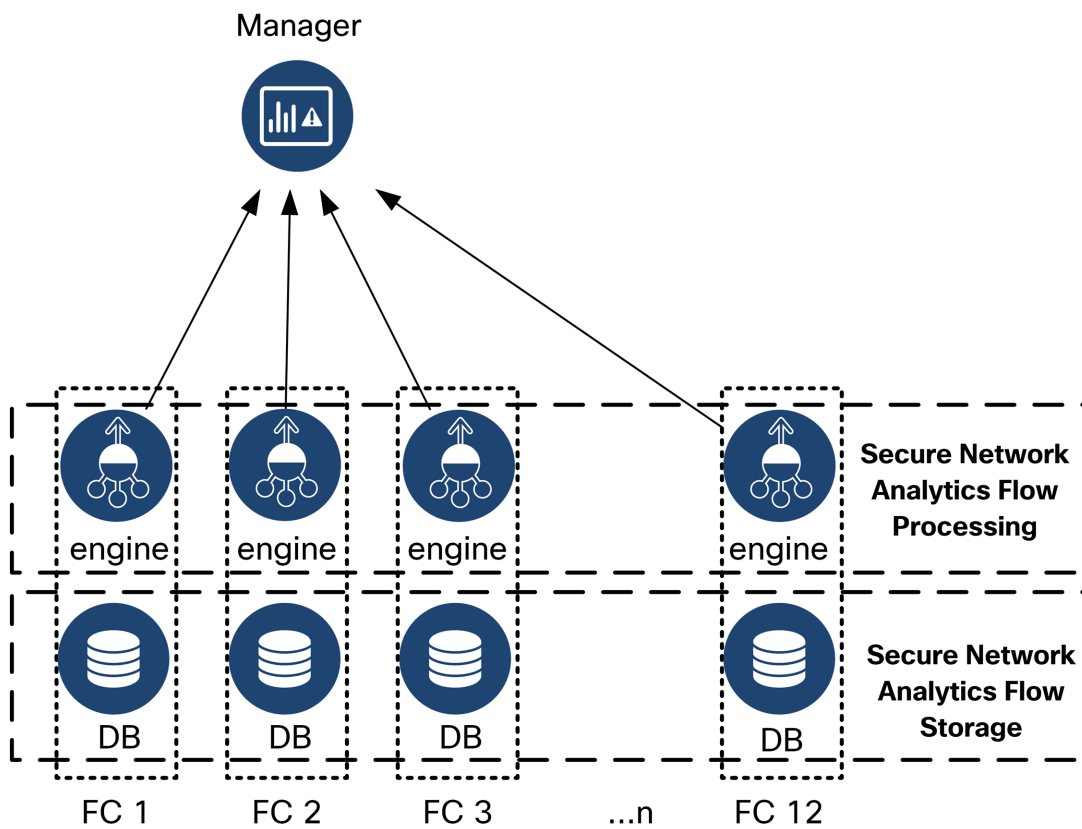 Manager
engine
engine
engine
engine
Secure Network
Analytics Flow
Processing
DB
DB
DB
DB
Secure Network
Analytics Flow
Storage
FC 1
FC 2
FC 3
...n
FC 12